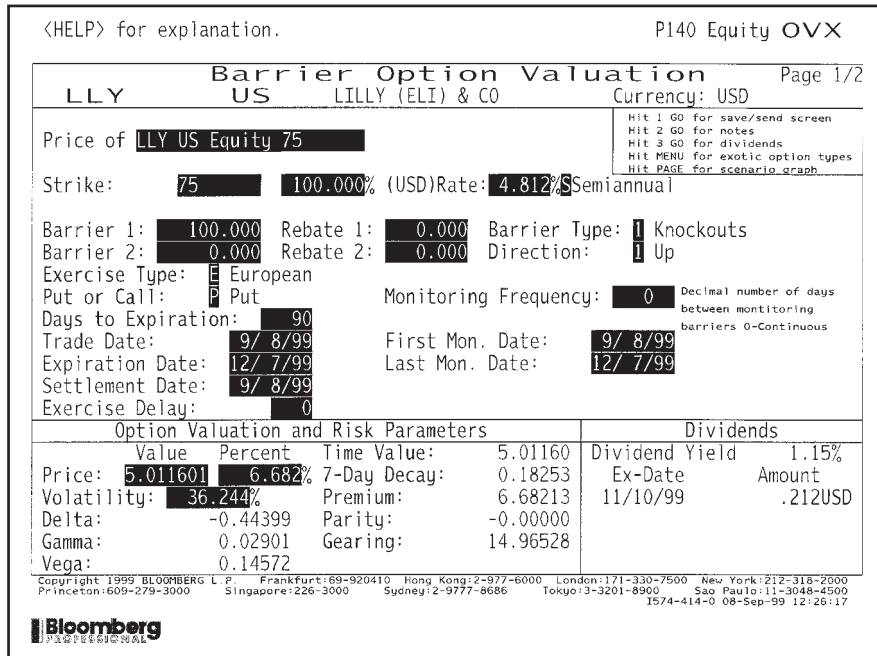 <HELP> for explanation. P140 Equity OVX
Barrier Option Valuation Page 1/2
LLY US LILLY (ELI) & CO Currency: USD
Hit 1 GO for save/send screen
Hit 2 GO for notes
Hit 3 GO for dividends
Hit MENU for exotic option types
Hit PAGE for scenario graph
Price of LLY US Equity 75
Strike: 75 100.000% (USD)Rate: 4.812%SSemiannual
Barrier 1: 100.000 Rebate 1: 0.000 Barrier Type: 1 Knockouts
Barrier 2: 0.000 Rebate 2: 0.000 Direction: 1 Up
Exercise Type: E European
Put or Call: P Put Monitoring Frequency: 0 Decimal number of days
between montitoring
barriers 0-Continuous
Days to Expiration: 90
Trade Date: 9/ 8/99 First Mon. Date: 9/ 8/99
Expiration Date: 12/ 7/99 Last Mon. Date: 12/ 7/99
Settlement Date: 9/ 8/99
Exercise Delay: 0
Option Valuation and Risk Parameters Dividends
Value Percent Time Value: 5.01160 Dividend Yield 1.15%
Price: 5.011601 6.682% 7-Day Decay: 0.18253 Ex-Date Amount
Volatility: 36.244% Premium: 6.68213 11/10/99 .212USD
Delta: -0.44399 Parity: -0.00000
Gamma: 0.02901 Gearing: 14.96528
Vega: 0.14572
Copyright 1999 BLOOMBERG L.P. Frankfurt:69-920410 Hong Kong:2-977-6000 London:171-330-7500 New York:212-318-2000
Princeton:609-279-3000 Singapore:226-3000 Sydney:2-9777-8686 Tokyo:3-3201-8900 Sao Paulo:11-3048-4500
I574-414-0 08-Sep-99 12:26:17
Bloomberg
PROFESSIONAL